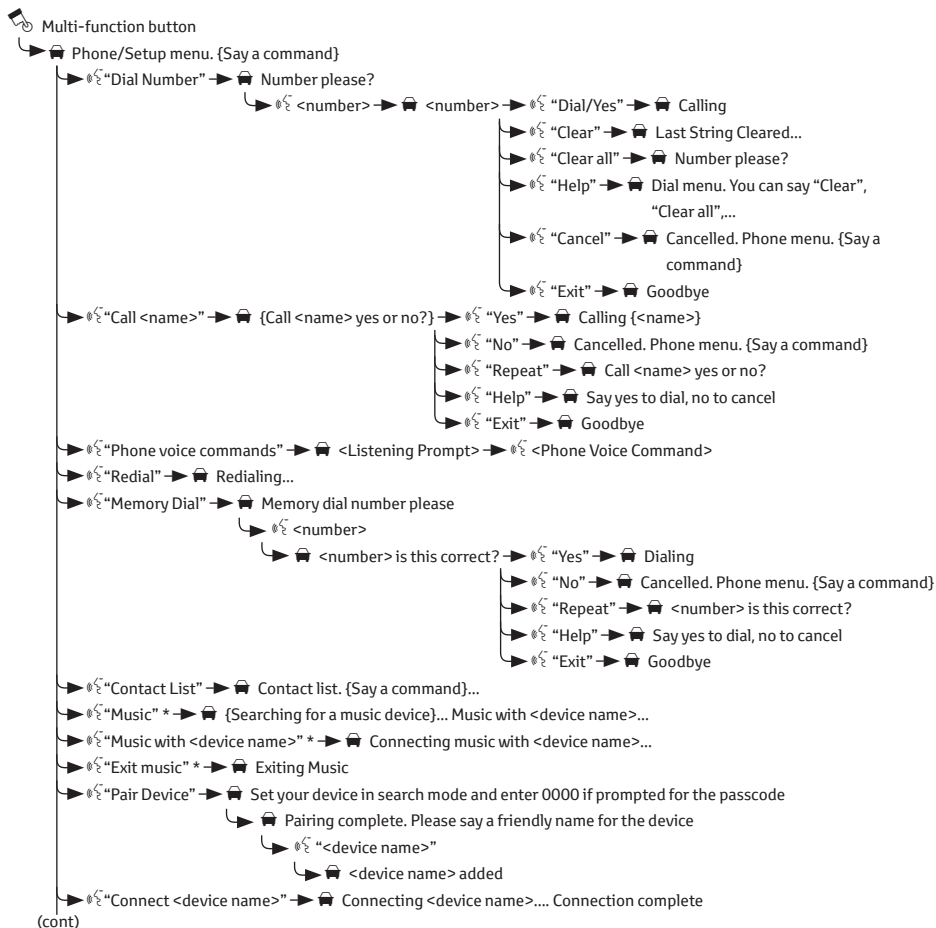 Multi-function button
Phone/Setup menu. {Say a command}
“Dial Number” Number please?
<number> <number> “Dial/Yes” Calling
“Clear” Last String Cleared...
“Clear all” Number please?
“Help” Dial menu. You can say “Clear”,
“Clear all”,...
“Cancel” Cancelled. Phone menu. {Say a
command}
“Exit” Goodbye
“Call <name>” {Call <name> yes or no?} “Yes” Calling {<name>}
“No” Cancelled. Phone menu. {Say a command}
“Repeat” Call <name> yes or no?
“Help” Say yes to dial, no to cancel
“Exit” Goodbye
“Phone voice commands” <Listening Prompt> <Phone Voice Command>
“Redial” Redialing...
“Memory Dial” Memory dial number please
<number>
<number> is this correct? “Yes” Dialing
“No” Cancelled. Phone menu. {Say a command}
“Repeat” <number> is this correct?
“Help” Say yes to dial, no to cancel
“Exit” Goodbye
“Contact List” Contact list. {Say a command}...
“Music” * {Searching for a music device}... Music with <device name>...
“Music with <device name>” * Connecting music with <device name>...
“Exit music” * Exiting Music
“Pair Device” Set your device in search mode and enter 0000 if prompted for the passcode
Pairing complete. Please say a friendly name for the device
“<device name>”
<device name> added
“Connect <device name>” Connecting <device name>.... Connection complete
(cont)